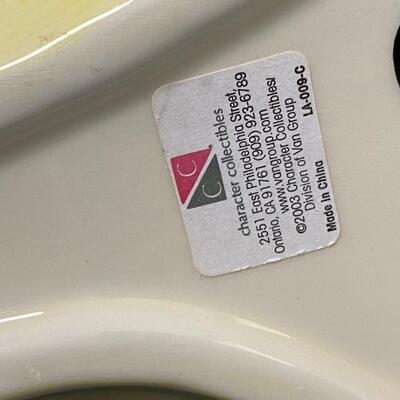 C
C
character collectibles
2551 East Philadelphia Street,
Ontario, CA 91761 (909) 923-6789
www.vangroup.com
©2003 Character Collectibles/
Division of Van Group
Made in China
LA-009-C